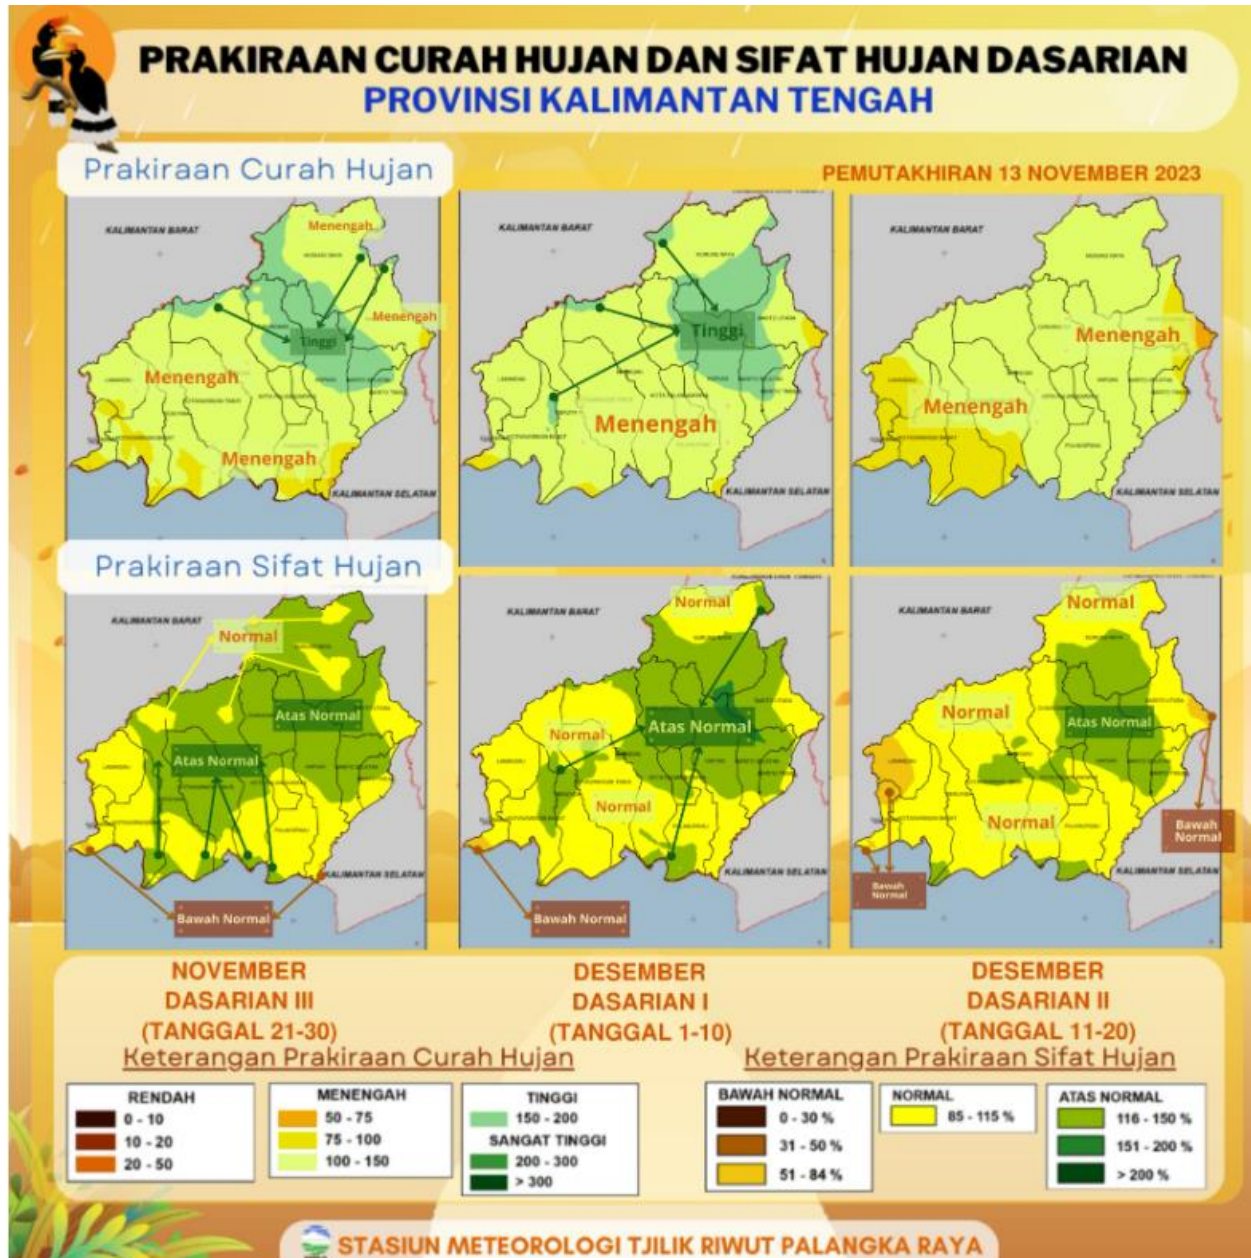 PRAKIRAAN CURAH HUJAN DAN SIFAT HUJAN DASARIAN
PROVINSI KALIMANTAN TENGAH
Prakiraan Curah Hujan
PEMUTAKHIRAN 13 NOVEMBER 2023
KALIMANTAN BARAT
Menengah
Menengah
Tinggi
Menengah
Menengah
KALIMANTAN SELATAN
KALIMANTAN BARAT
Tinggi
Menengah
KALIMANTAN SELATAN
KALIMANTAN BARAT
Menengah
Menengah
KALIMANTAN SELATAN
Prakiraan Sifat Hujan
KALIMANTAN BARAT
Normal
Atas Normal
Atas Normal
KALIMANTAN SELATAN
Bawah Normal
KALIMANTAN BARAT
Normal
Atas Normal
Normal
Normal
KALIMANTAN SELATAN
Bawah Normal
KALIMANTAN BARAT
Normal
Normal
Atas Normal
Normal
Bawah
Normal
KALIMANTAN SELATAN
Bawah
Normal
NOVEMBER
DASARIAN III
(TANGGAL 21-30)
DESEMBER
DASARIAN I
(TANGGAL 1-10)
DESEMBER
DASARIAN II
(TANGGAL 11-20)
Keterangan Prakiraan Curah Hujan
RENDAH
0 - 10
10 - 20
20 - 50
MENENGAH
50 - 75
75 - 100
100 - 150
TINGGI
150 - 200
SANGAT TINGGI
200 - 300
> 300
Keterangan Prakiraan Sifat Hujan
BAWAH NORMAL
0 - 30 %
31 - 50 %
51 - 84 %
NORMAL
85 - 115 %
ATAS NORMAL
116 - 150 %
151 - 200 %
> 200 %
STASIUN METEOROLOGI TJILIK RIWUT PALANGKA RAYA